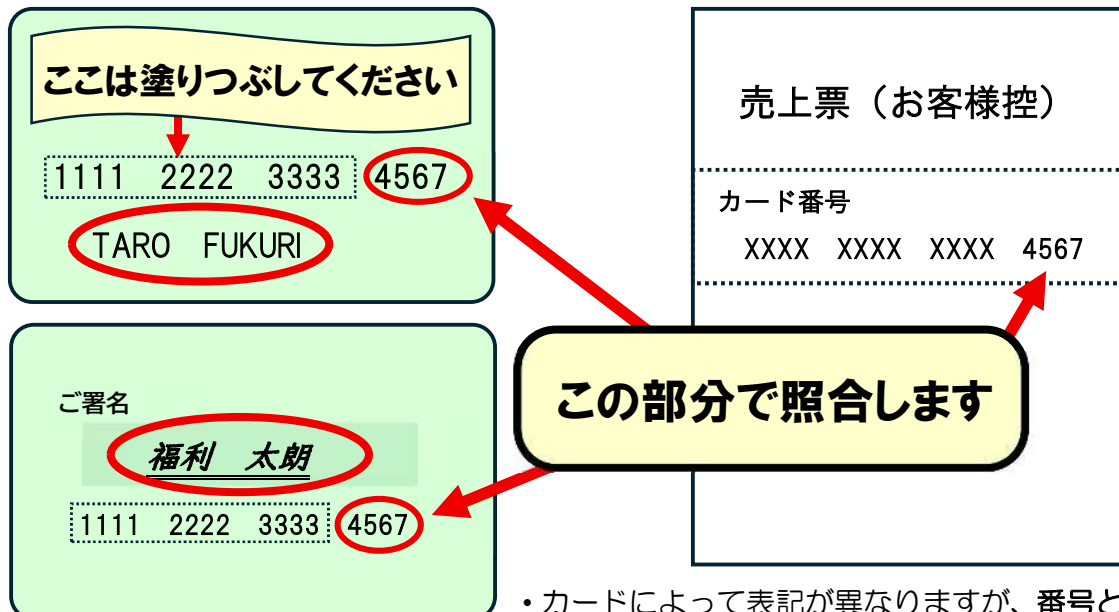 ここは塗りつぶしてください
1111 2222 3333 4567
TARO FUKURI
売上票（お客様控）
カード番号
XXXX XXXX XXXX 4567
この部分で照合します
ご署名
福利 太朗
1111 2222 3333 4567
・カードによって表記が異なりますが、番号と